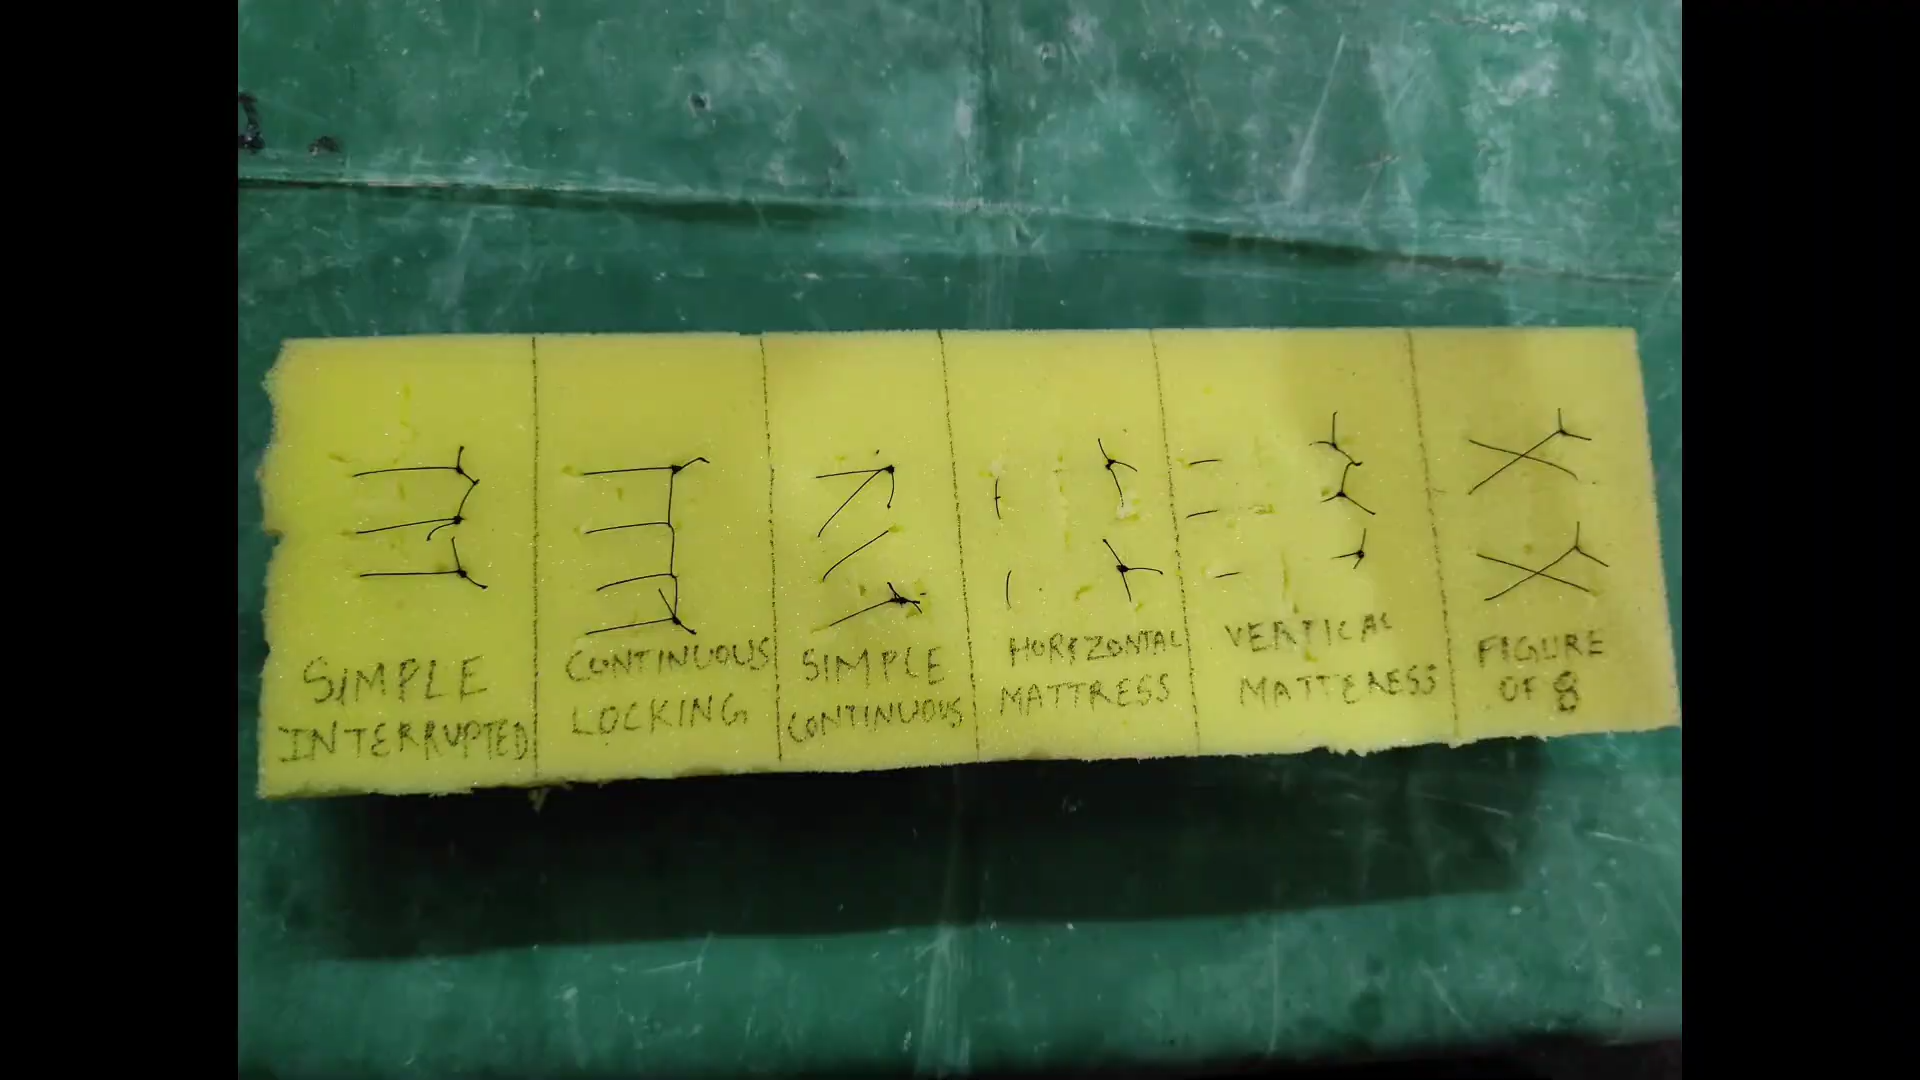 SIMPLE
INTERRUPTED
CONTINUOUS
LOCKING
SIMPLE
CONTINUOUS
HORIZONTAL
MATTRESS
VERTICAL
MATTERESS
FIGURE
OF 8